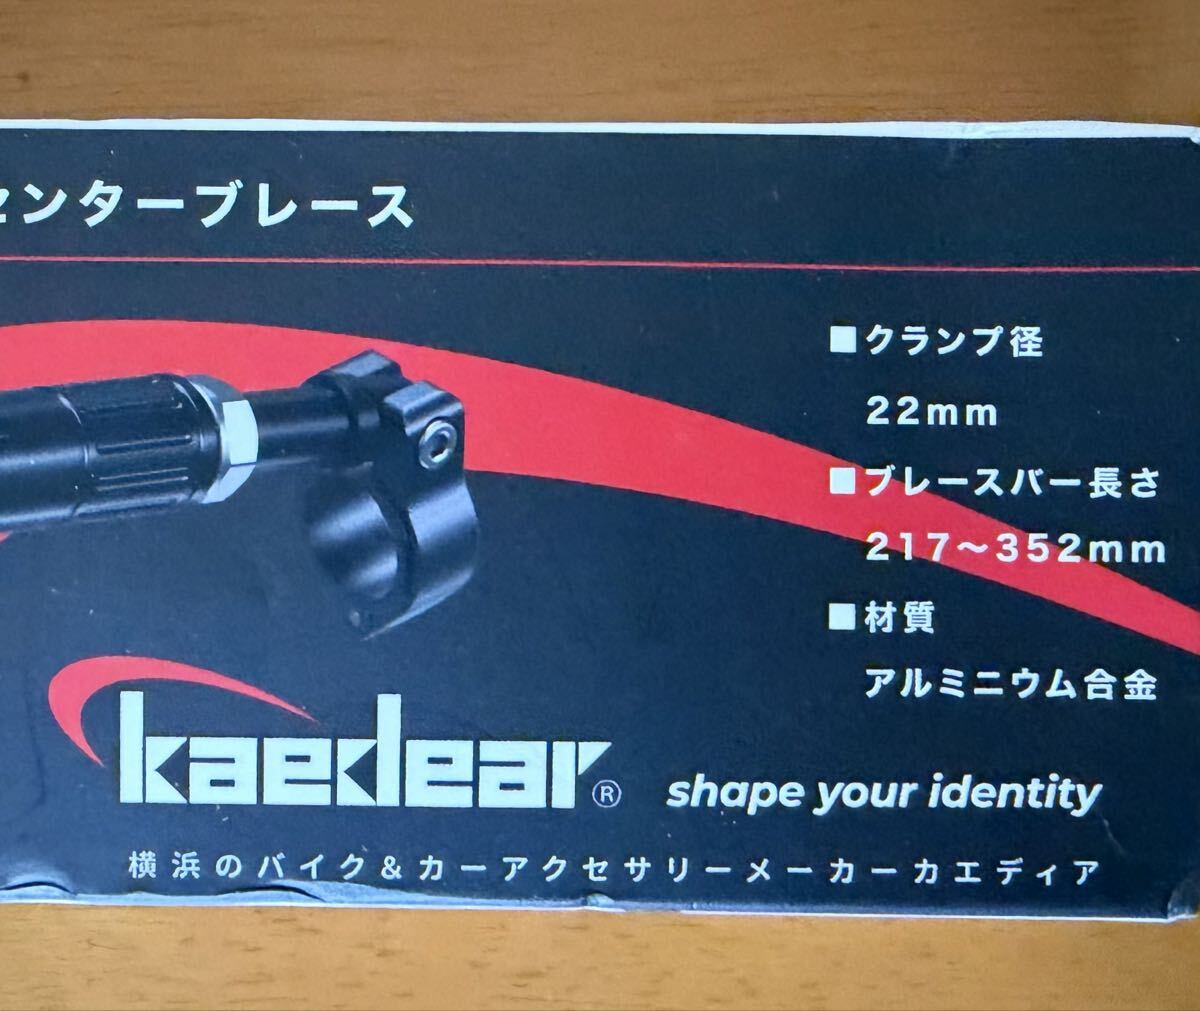 センターブレース
■クランプ径
22mm
■ブレースバー長さ
217～352mm
■材質
アルミニウム合金
kaedear®
shape your identity
横浜のバイク&カーアクセサリーメーカーカエディア